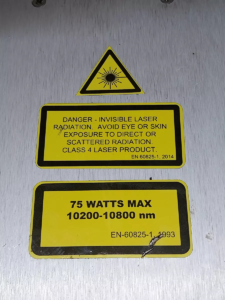 DANGER - INVISIBLE LASER
RADIATION. AVOID EYE OR SKIN
EXPOSURE TO DIRECT OR
SCATTERED RADIATION
CLASS 4 LASER PRODUCT.
EN-60825-1, 2014
75 WATTS MAX
10200-10800 nm
EN-60825-1, 1993